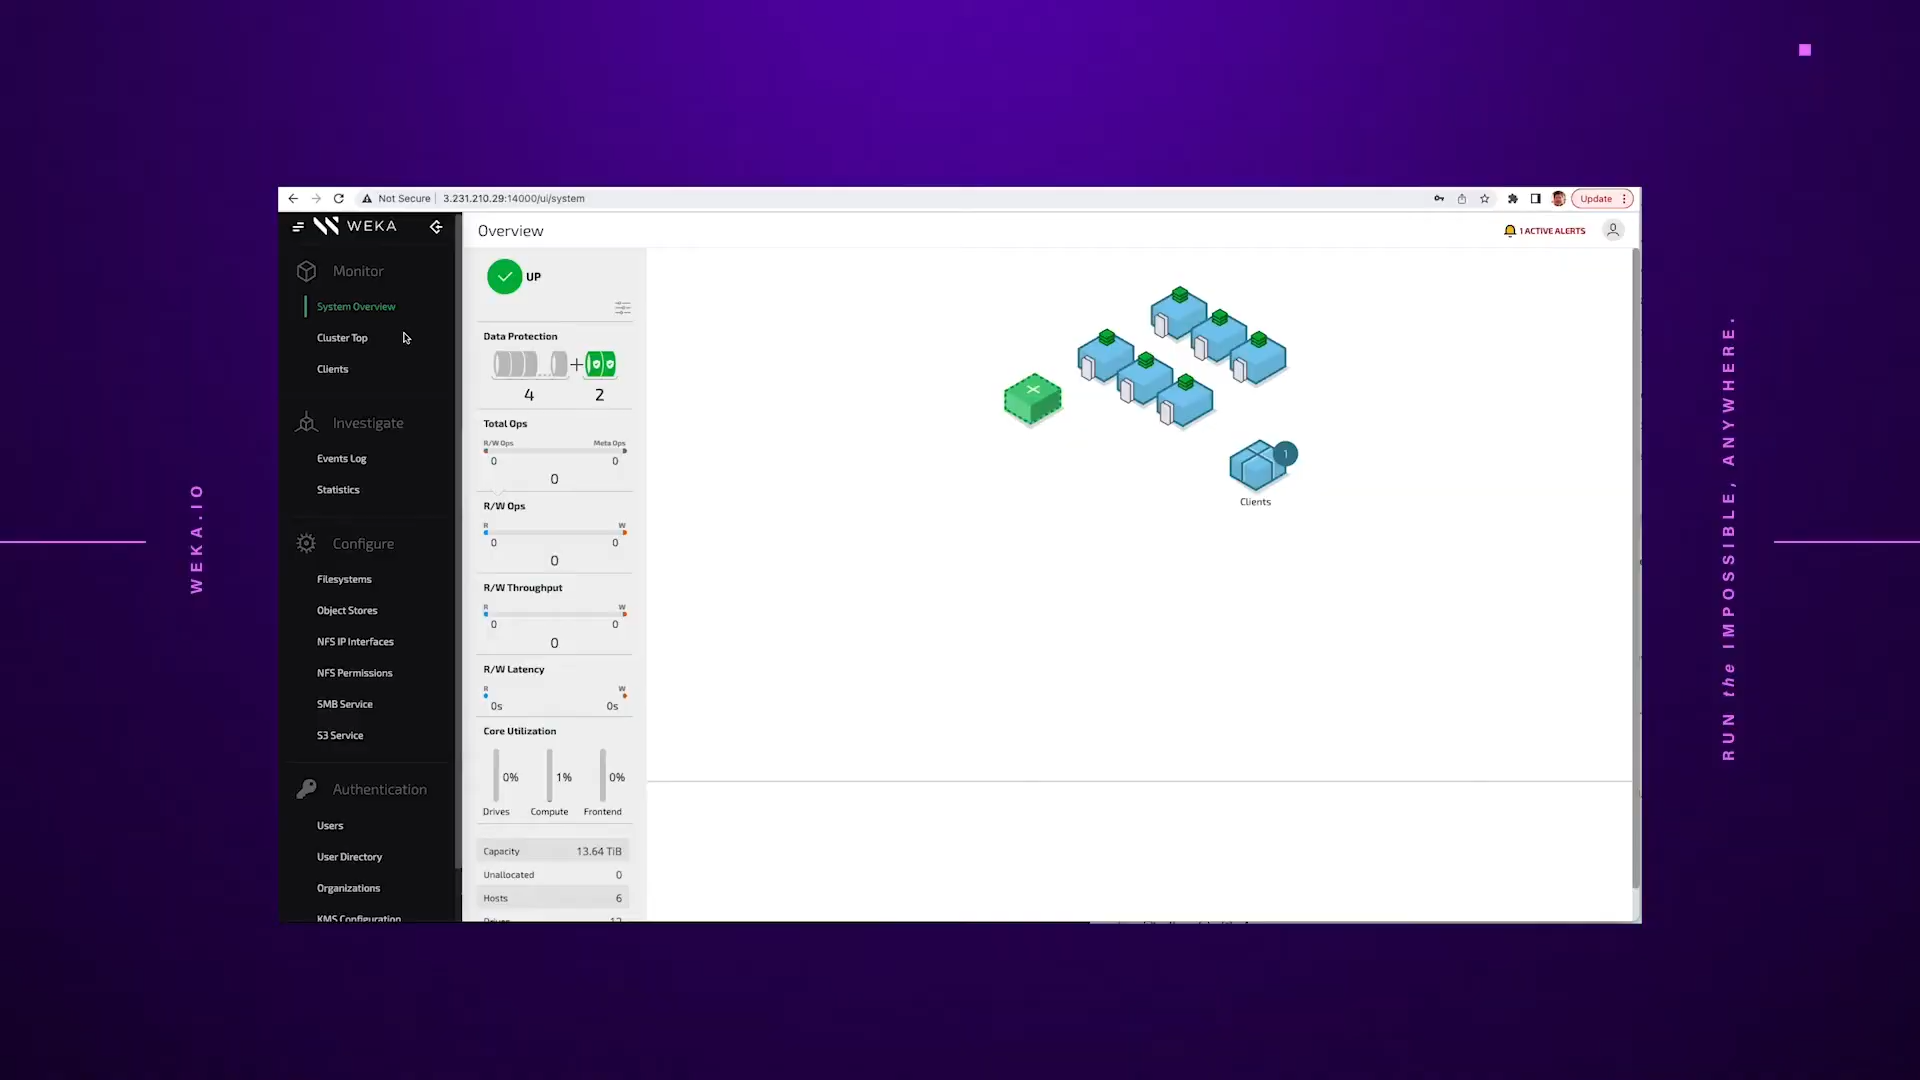 Not Secure
3.231.210.29:14000/ui/system
Update
WEKA
Overview
1 ACTIVE ALERTS
Monitor
System Overview
Cluster Top
Clients
Investigate
Events Log
Statistics
Configure
Filesystems
Object Stores
NFS IP Interfaces
NFS Permissions
SMB Service
S3 Service
Authentication
Users
User Directory
Organizations
KMS Configuration
UP
Data Protection
4 + 2
Total Ops
R/W Ops Meta Ops
0 0
0
R/W Ops
R W
0 0
0
R/W Throughput
R W
0 0
0
R/W Latency
R W
0s 0s
Core Utilization
0% 1% 0%
Drives Compute Frontend
Capacity 13.64 TiB
Unallocated 0
Hosts 6
Drives 12
1
Clients
WEKA.IO
RUN the IMPOSSIBLE, ANYWHERE.